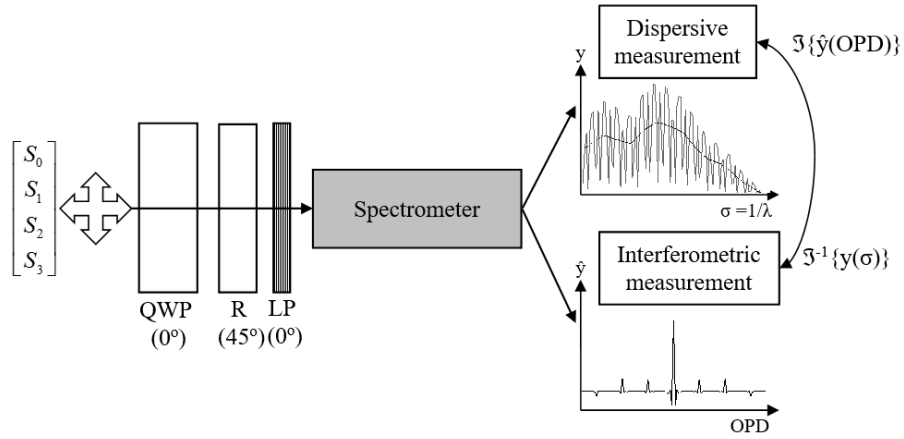 Dispersive
measurement
ℑ{ŷ(OPD)}
y
S₀
S₁
S₂
S₃
Spectrometer
σ =1/λ
Interferometric
measurement
ℑ⁻¹{y(σ)}
ŷ
QWP
(0º)
R
(45º)
LP
(0º)
OPD